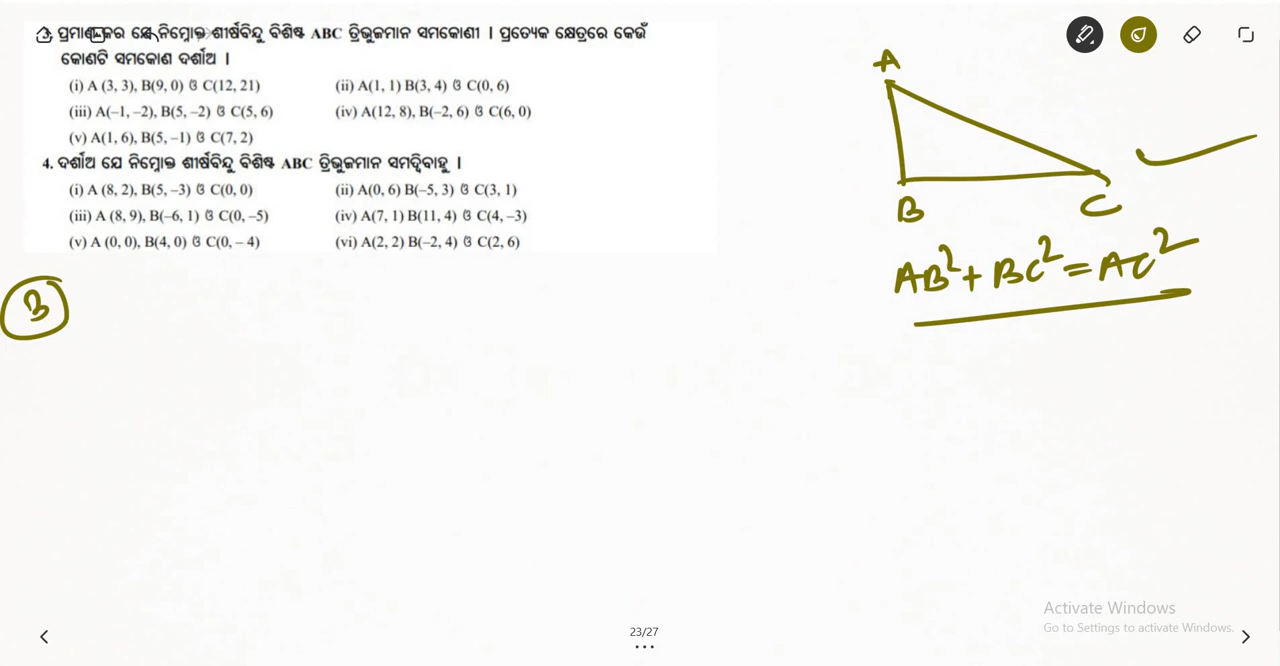 3. ପ୍ରମାଣ କର ଯେ ନିମ୍ନୋକ୍ତ ଶୀର୍ଷବିନ୍ଦୁ ବିଶିଷ୍ଟ ABC ତ୍ରିଭୁଜମାନ ସମକୋଣୀ । ପ୍ରତ୍ୟେକ କ୍ଷେତ୍ରରେ କେଉଁ
କୋଣଟି ସମକୋଣ ଦର୍ଶାଅ ।
(i) A (3, 3), B(9, 0) ଓ C(12, 21) (ii) A(1, 1) B(3, 4) ଓ C(0, 6)
(iii) A(–1, –2), B(5, –2) ଓ C(5, 6) (iv) A(12, 8), B(–2, 6) ଓ C(6, 0)
(v) A(1, 6), B(5, –1) ଓ C(7, 2)
4. ଦର୍ଶାଅ ଯେ ନିମ୍ନୋକ୍ତ ଶୀର୍ଷବିନ୍ଦୁ ବିଶିଷ୍ଟ ABC ତ୍ରିଭୁଜମାନ ସମଦ୍ବିବାହୁ ।
(i) A (8, 2), B(5, –3) ଓ C(0, 0) (ii) A(0, 6) B(–5, 3) ଓ C(3, 1)
(iii) A (8, 9), B(–6, 1) ଓ C(0, –5) (iv) A(7, 1) B(11, 4) ଓ C(4, –3)
(v) A (0, 0), B(4, 0) ଓ C(0, – 4) (vi) A(2, 2) B(–2, 4) ଓ C(2, 6)
A
B C
AB² + BC² = AC²
3
Activate Windows
Go to Settings to activate Windows.
23/27